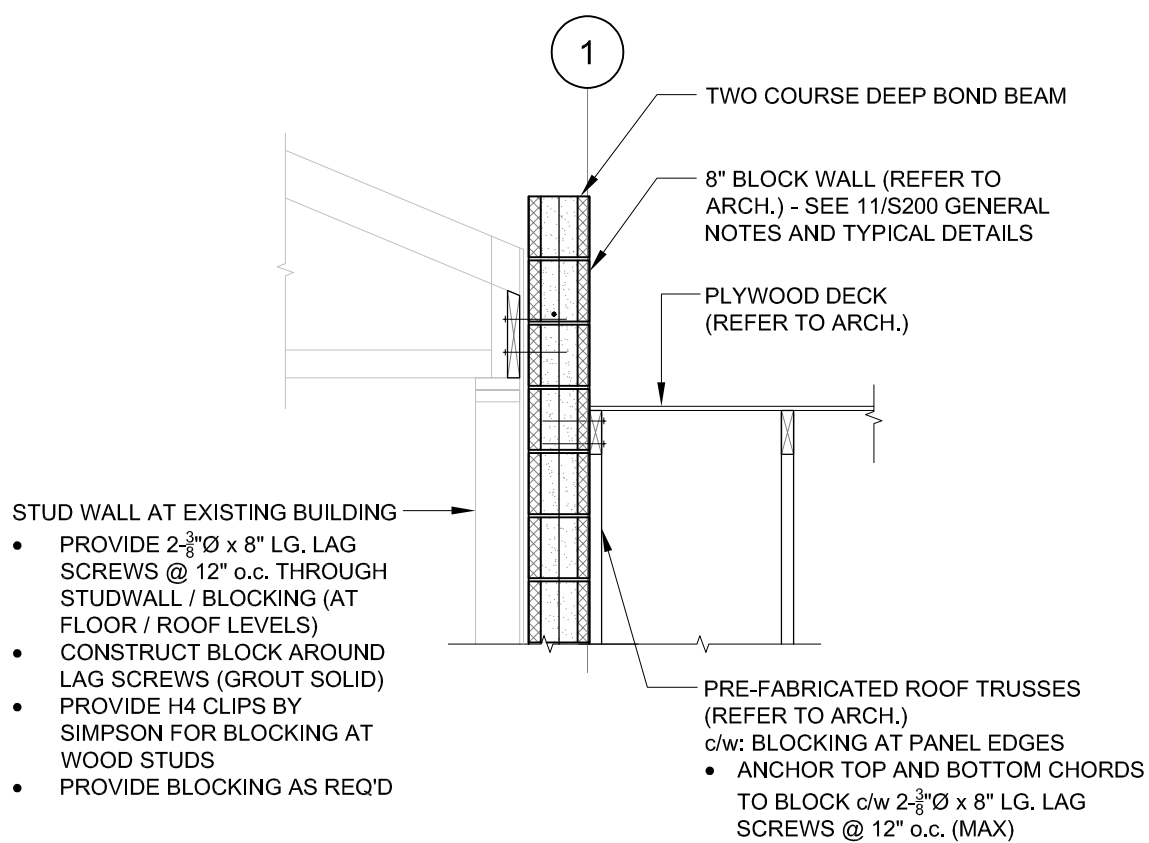 1
TWO COURSE DEEP BOND BEAM
8" BLOCK WALL (REFER TO
ARCH.) - SEE 11/S200 GENERAL
NOTES AND TYPICAL DETAILS
PLYWOOD DECK
(REFER TO ARCH.)
STUD WALL AT EXISTING BUILDING
• PROVIDE 2-3/8"Ø x 8" LG. LAG
SCREWS @ 12" o.c. THROUGH
STUDWALL / BLOCKING (AT
FLOOR / ROOF LEVELS)
• CONSTRUCT BLOCK AROUND
LAG SCREWS (GROUT SOLID)
• PROVIDE H4 CLIPS BY
SIMPSON FOR BLOCKING AT
WOOD STUDS
• PROVIDE BLOCKING AS REQ'D
PRE-FABRICATED ROOF TRUSSES
(REFER TO ARCH.)
c/w: BLOCKING AT PANEL EDGES
• ANCHOR TOP AND BOTTOM CHORDS
TO BLOCK c/w 2-3/8"Ø x 8" LG. LAG
SCREWS @ 12" o.c. (MAX)